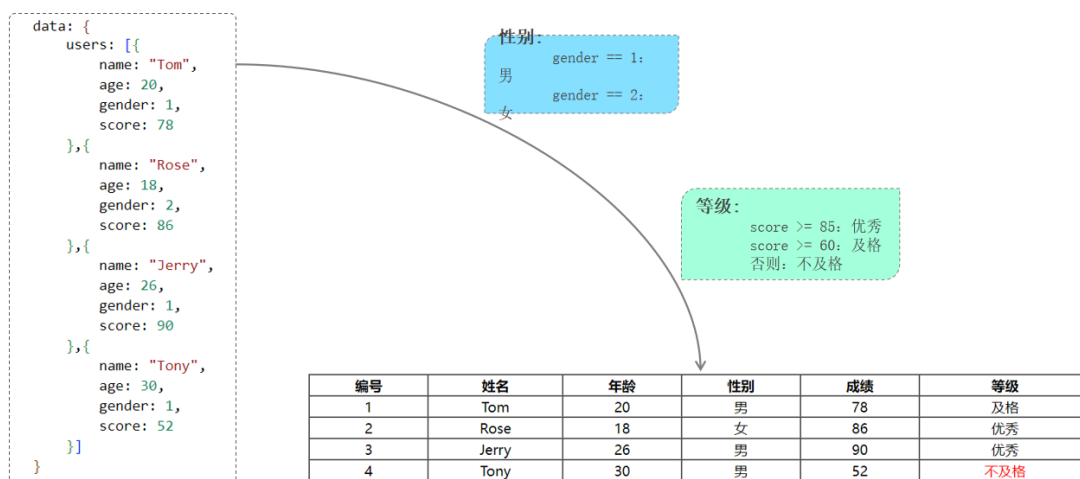 data: {
users: [{
name: "Tom",
age: 20,
gender: 1,
score: 78
},{
name: "Rose",
age: 18,
gender: 2,
score: 86
},{
name: "Jerry",
age: 26,
gender: 1,
score: 90
},{
name: "Tony",
age: 30,
gender: 1,
score: 52
}]
}
性别:
gender == 1:
男
gender == 2:
女
等级:
score >= 85: 优秀
score >= 60: 及格
否则: 不及格
编号 姓名 年龄 性别 成绩 等级
1 Tom 20 男 78 及格
2 Rose 18 女 86 优秀
3 Jerry 26 男 90 优秀
4 Tony 30 男 52 不及格